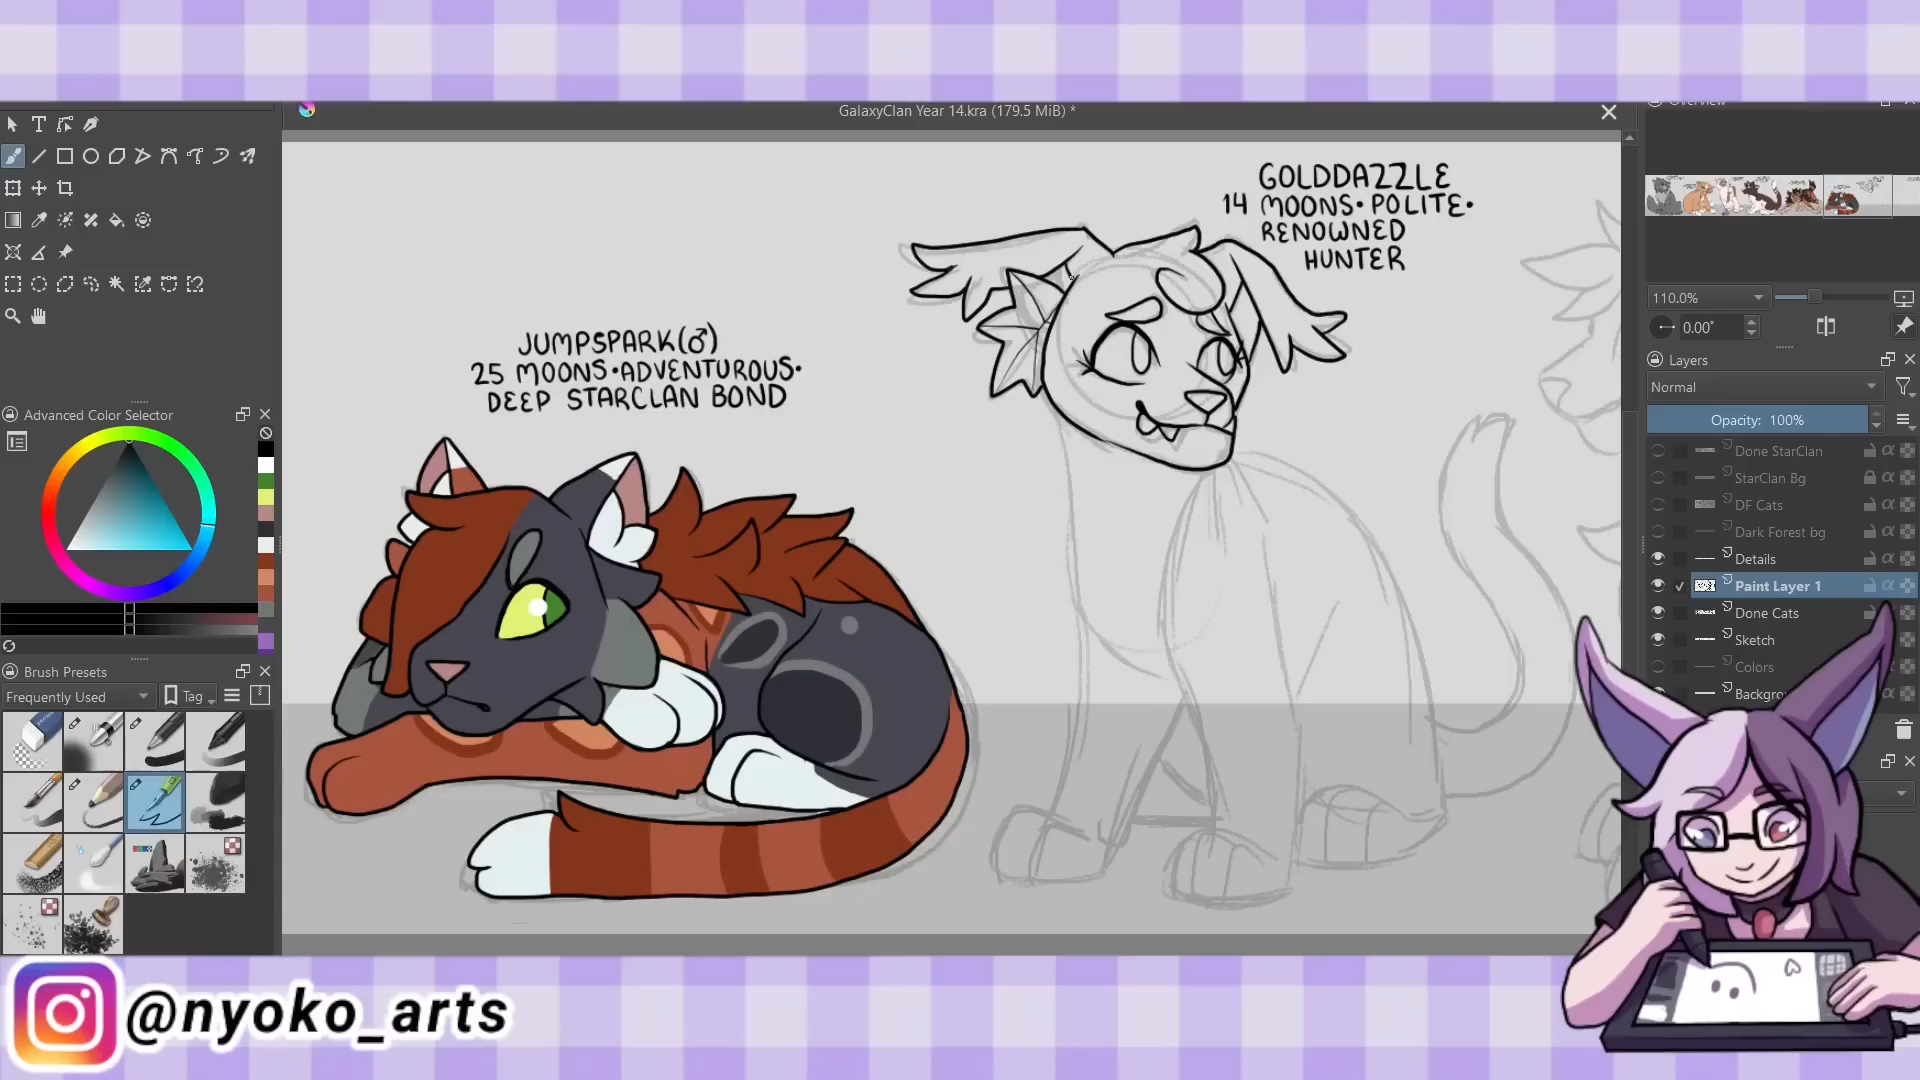 Overview
GalaxyClan Year 14.kra (179.5 MiB) *
GOLDDAZZLE
14 MOONS • POLITE •
RENOWNED
HUNTER
JUMPSPARK(♂)
25 MOONS • ADVENTUROUS •
DEEP STARCLAN BOND
110.0%
0.00°
Layers
Normal
Opacity: 100%
Done StarClan
StarClan Bg
DF Cats
Dark Forest bg
Details
Paint Layer 1
Done Cats
Sketch
Colors
Advanced Color Selector
Brush Presets
Frequently Used
Tag
@nyoko_arts